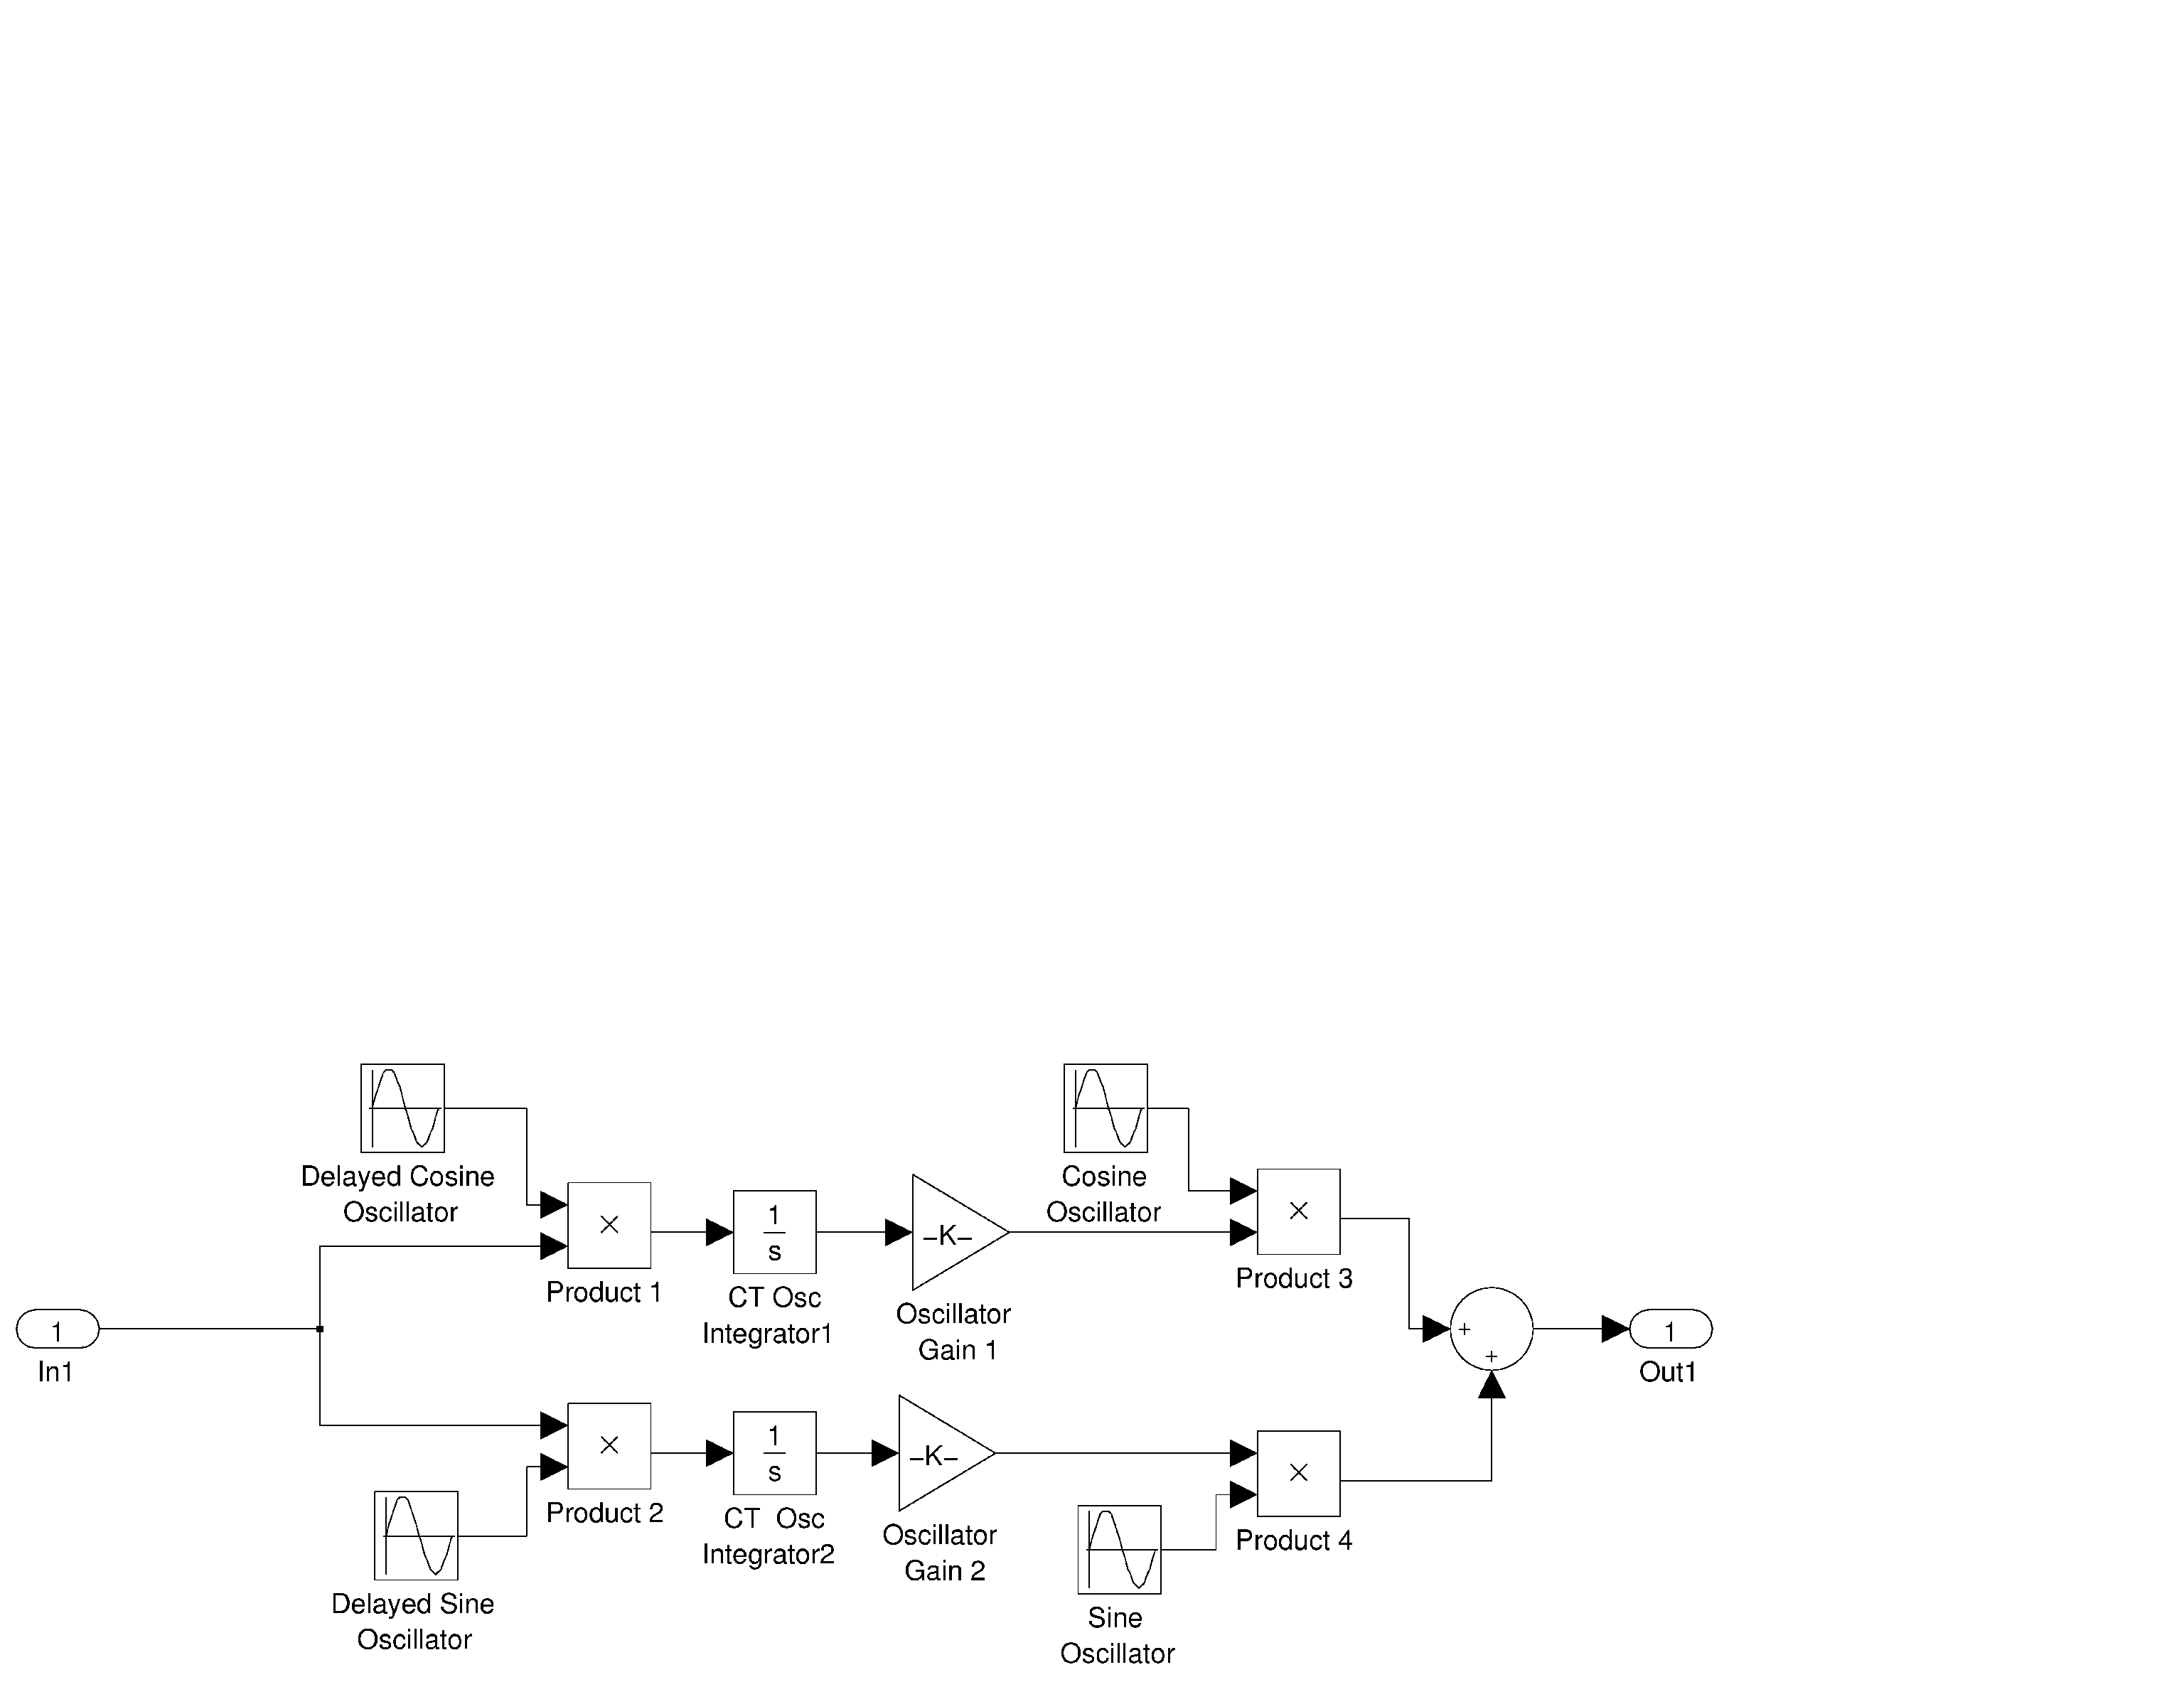 Delayed Cosine
Oscillator
×
Product 1
1
s
CT Osc
Integrator1
–K–
Oscillator
Gain 1
Cosine
Oscillator
×
Product 3
1
In1
+
+
1
Out1
×
Product 2
1
s
CT Osc
Integrator2
–K–
Oscillator
Gain 2
×
Product 4
Delayed Sine
Oscillator
Sine
Oscillator